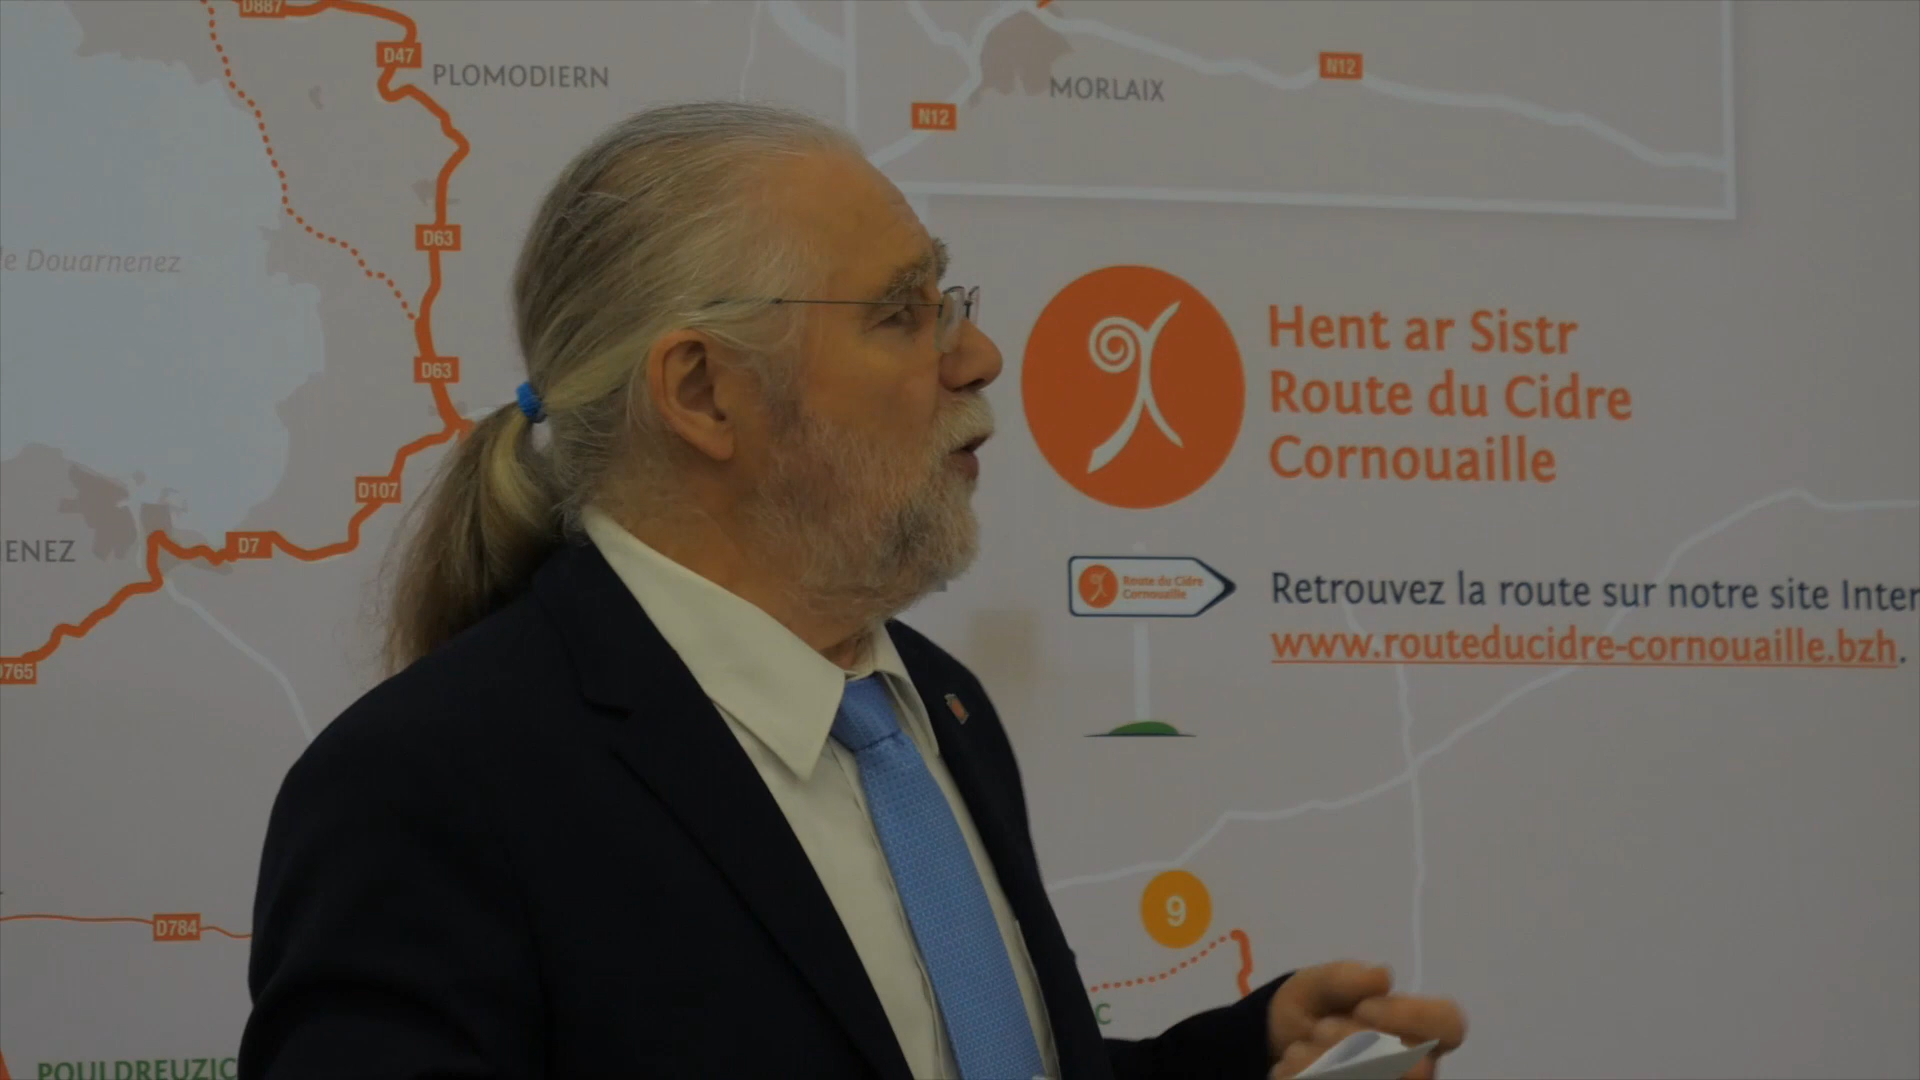 D887
D47
PLOMODIERN
N12
MORLAIX
N12
D63
de Douarnenez
Hent ar Sistr
Route du Cidre
Cornouaille
D63
D107
D7
ENEZ
Route du Cidre
Cornouaille
Retrouvez la route sur notre site Inter
www.routeducidre-cornouaille.bzh.
D765
9
D784
C
POULDREUZIC